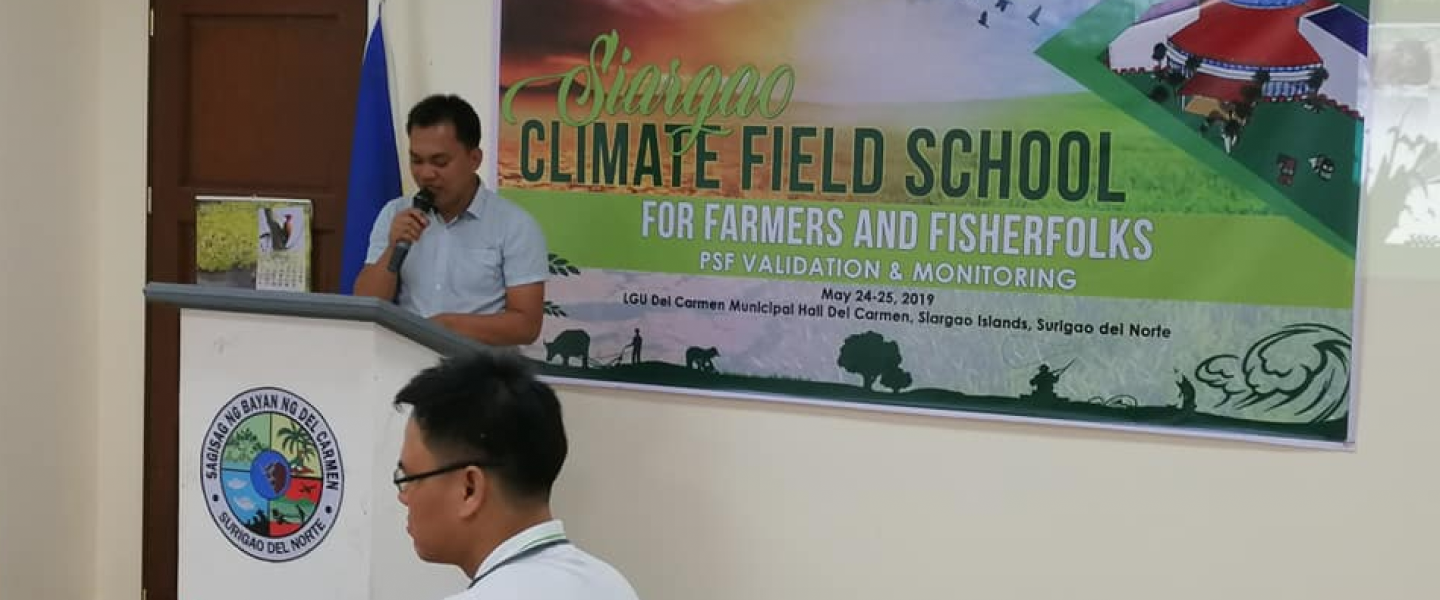 Siargao
CLIMATE FIELD SCHOOL
FOR FARMERS AND FISHERFOLKS
PSF VALIDATION & MONITORING
May 24-25, 2019
LGU Del Carmen Municipal Hall Del Carmen, Siargao Islands, Surigao del Norte
SAGISAG NG BAYAN NG DEL CARMEN
SURIGAO DEL NORTE